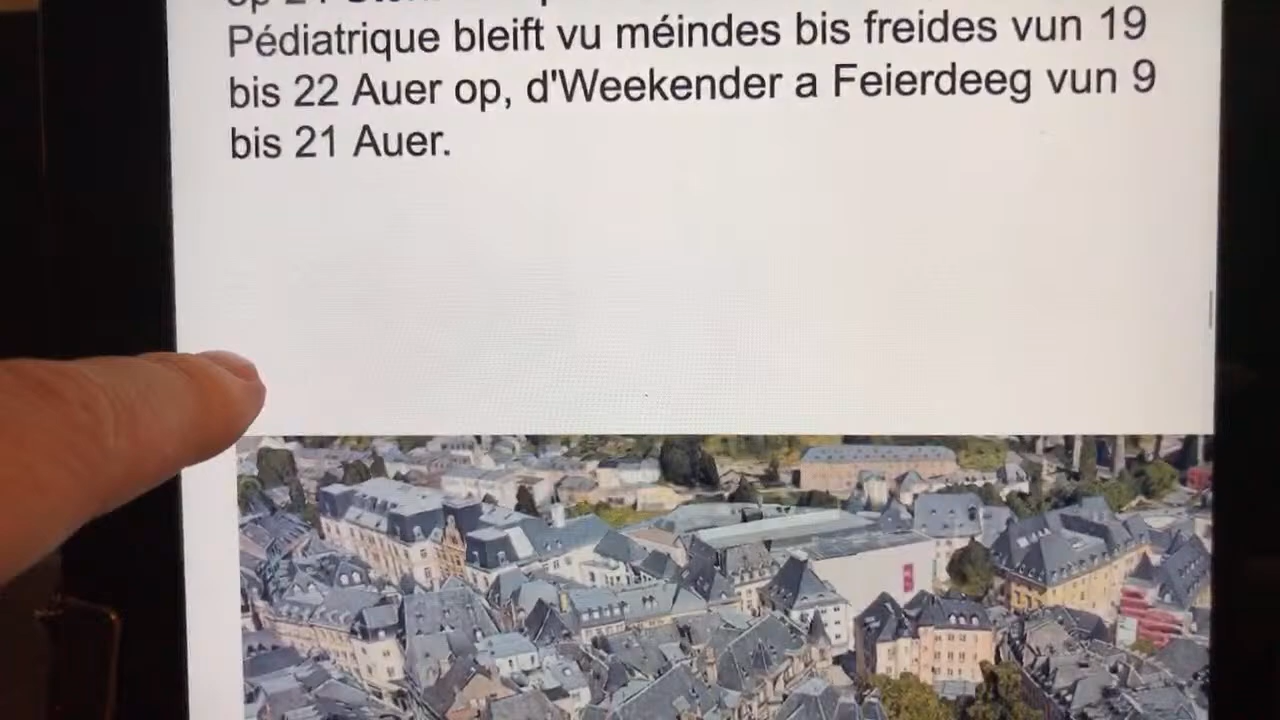 Pédiatrique bleift vu méindes bis freides vun 19
bis 22 Auer op, d'Weekender a Feierdeeg vun 9
bis 21 Auer.